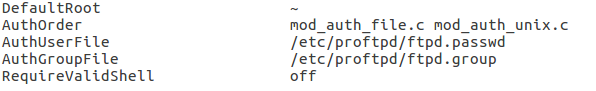 DefaultRoot ~
AuthOrder mod_auth_file.c mod_auth_unix.c
AuthUserFile /etc/proftpd/ftpd.passwd
AuthGroupFile /etc/proftpd/ftpd.group
RequireValidShell off